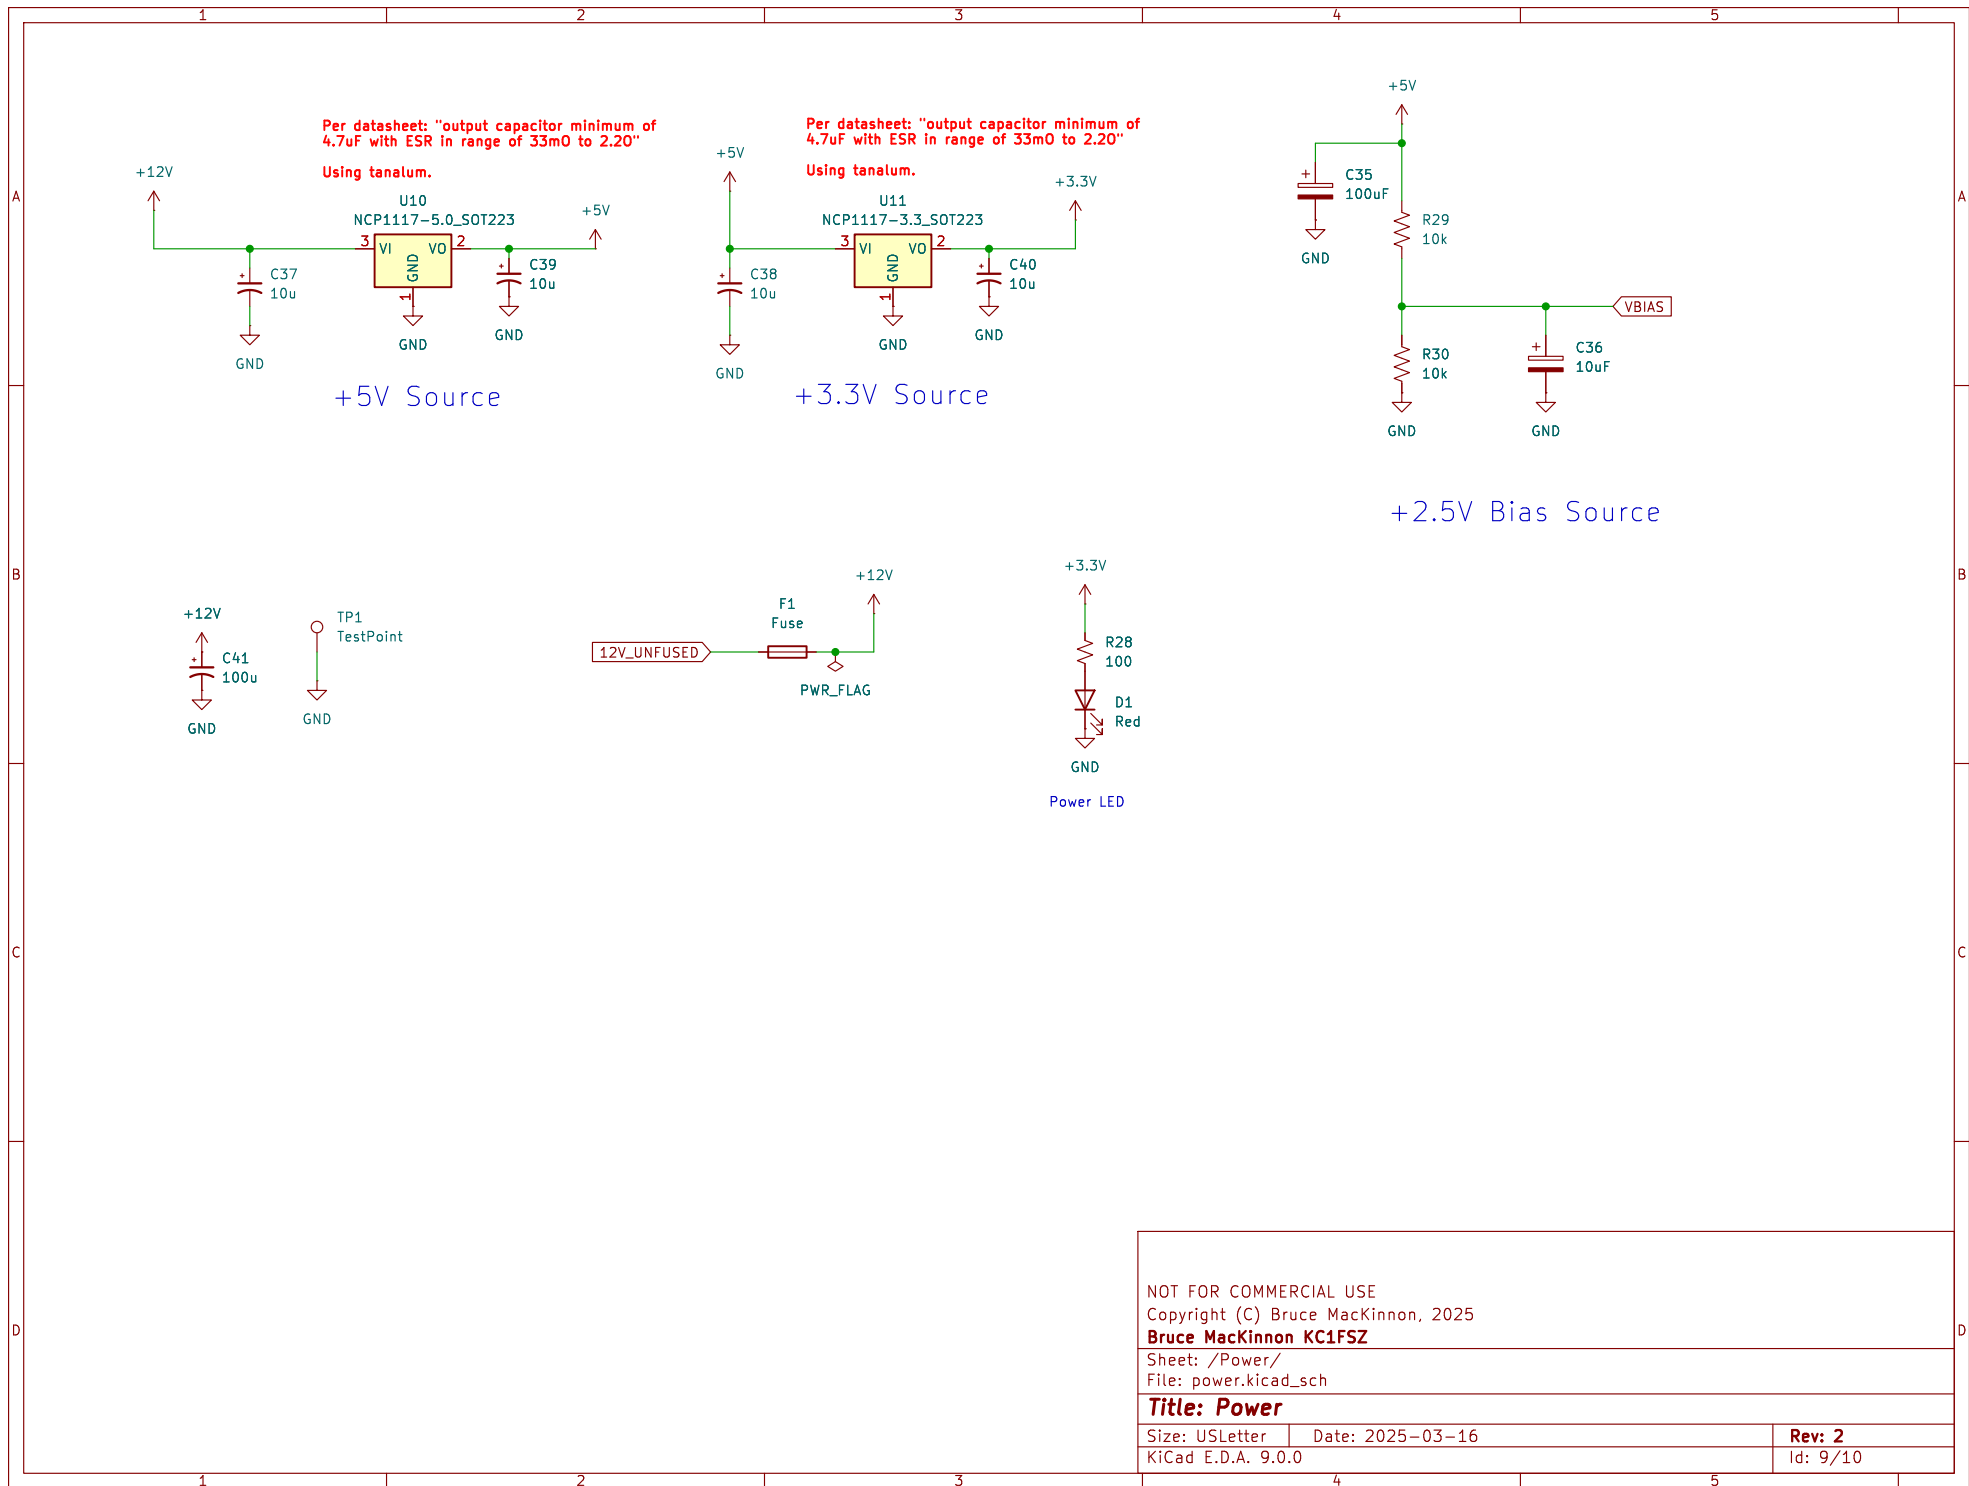 1 2 3 4 5
+5V
Per datasheet: "output capacitor minimum of
4.7uF with ESR in range of 33mO to 2.2O"
Using tanalum.
Per datasheet: "output capacitor minimum of
4.7uF with ESR in range of 33mO to 2.2O"
Using tanalum.
+12V
U10
NCP1117-5.0_SOT223
+5V
3 VI VO 2
GND
1
C37
10u
GND
GND
C39
10u
GND
+5V Source
+5V
U11
NCP1117-3.3_SOT223
+3.3V
3 VI VO 2
GND
1
C38
10u
GND
GND
C40
10u
GND
+3.3V Source
+
C35
100uF
GND
R29
10k
VBIAS
R30
10k
GND
+
C36
10uF
GND
+2.5V Bias Source
A A
B B
+12V
C41
100u
GND
TP1
TestPoint
GND
12V_UNFUSED
F1
Fuse
+12V
PWR_FLAG
+3.3V
R28
100
D1
Red
GND
Power LED
C C
D D
NOT FOR COMMERCIAL USE
Copyright (C) Bruce MacKinnon, 2025
Bruce MacKinnon KC1FSZ
Sheet: /Power/
File: power.kicad_sch
Title: Power
Size: USLetter Date: 2025-03-16 Rev: 2
KiCad E.D.A. 9.0.0 Id: 9/10
1 2 3 4 5